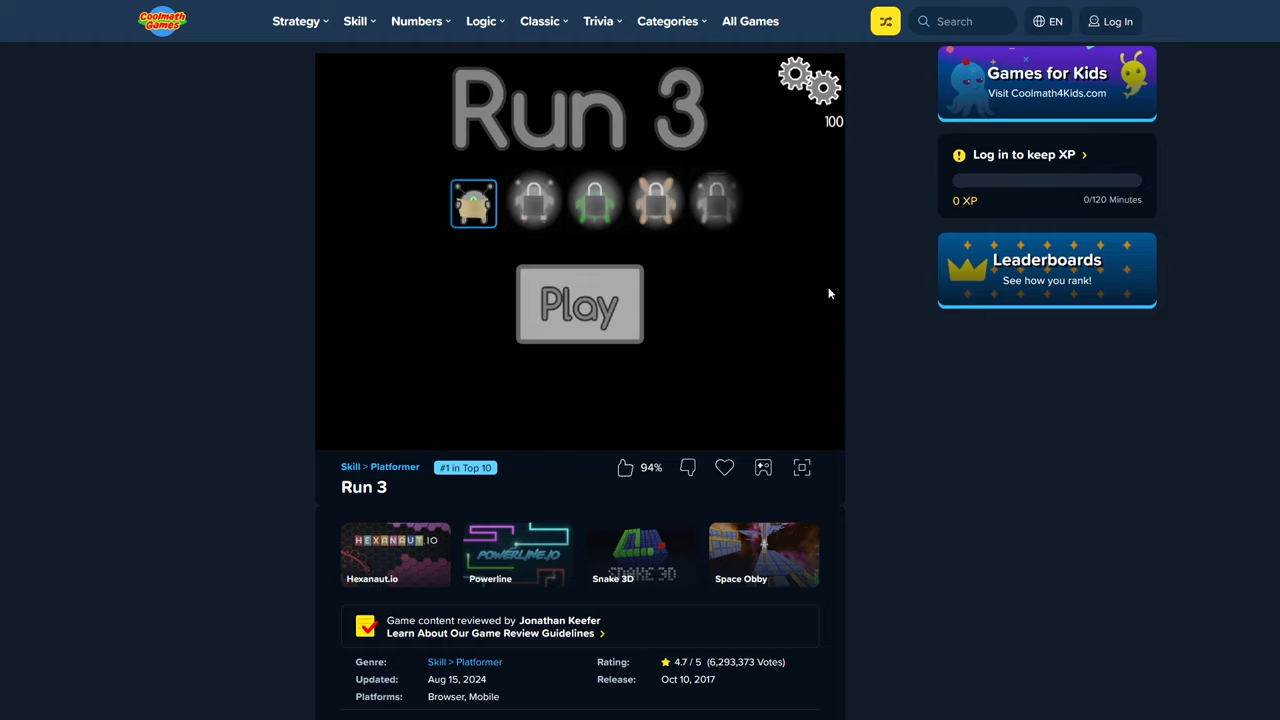 Coolmath Games
Strategy Skill Numbers Logic Classic Trivia Categories All Games Search EN Log In
Run 3
100
Play
Games for Kids
Visit Coolmath4Kids.com
Log in to keep XP >
0 XP 0/120 Minutes
Leaderboards
See how you rank!
Skill > Platformer #1 in Top 10 94%
Run 3
HEXANAUT.IO
Hexanaut.io
POWERLINE.IO
Powerline
SNAKE 3D
Snake 3D
Space Obby
Game content reviewed by Jonathan Keefer
Learn About Our Game Review Guidelines >
Genre: Skill > Platformer Rating: 4.7 / 5 (6,293,373 Votes)
Updated: Aug 15, 2024 Release: Oct 10, 2017
Platforms: Browser, Mobile